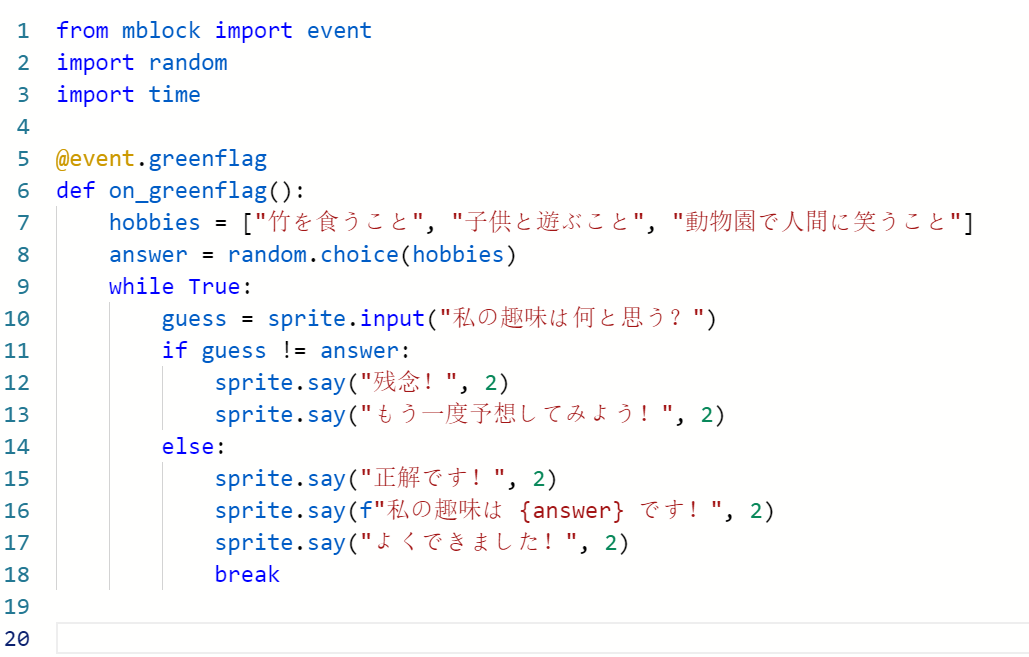 1 from mblock import event
2 import random
3 import time
4
5 @event.greenflag
6 def on_greenflag():
7     hobbies = ["竹を食うこと", "子供と遊ぶこと", "動物園で人間に笑うこと"]
8     answer = random.choice(hobbies)
9     while True:
10         guess = sprite.input("私の趣味は何と思う？")
11         if guess != answer:
12             sprite.say("残念！", 2)
13             sprite.say("もう一度予想してみよう！", 2)
14         else:
15             sprite.say("正解です！", 2)
16             sprite.say(f"私の趣味は {answer} です！", 2)
17             sprite.say("よくできました！", 2)
18             break
19
20